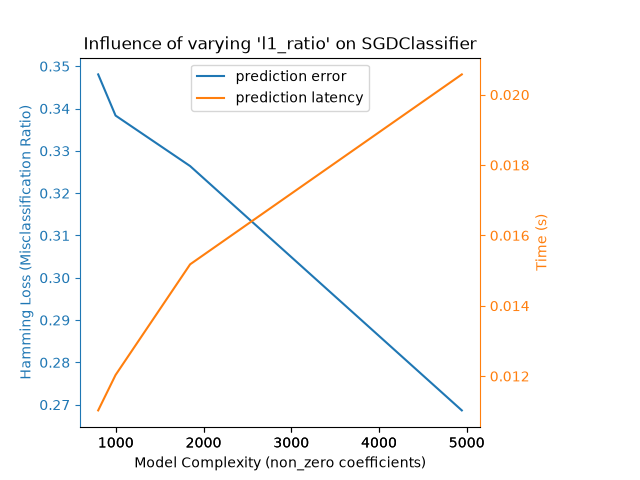 Influence of varying 'l1_ratio' on SGDClassifier
prediction error
prediction latency
0.35
0.34
0.33
0.32
0.31
0.30
0.29
0.28
0.27
Hamming Loss (Misclassification Ratio)
0.020
0.018
0.016
0.014
0.012
Time (s)
1000 2000 3000 4000 5000
Model Complexity (non_zero coefficients)